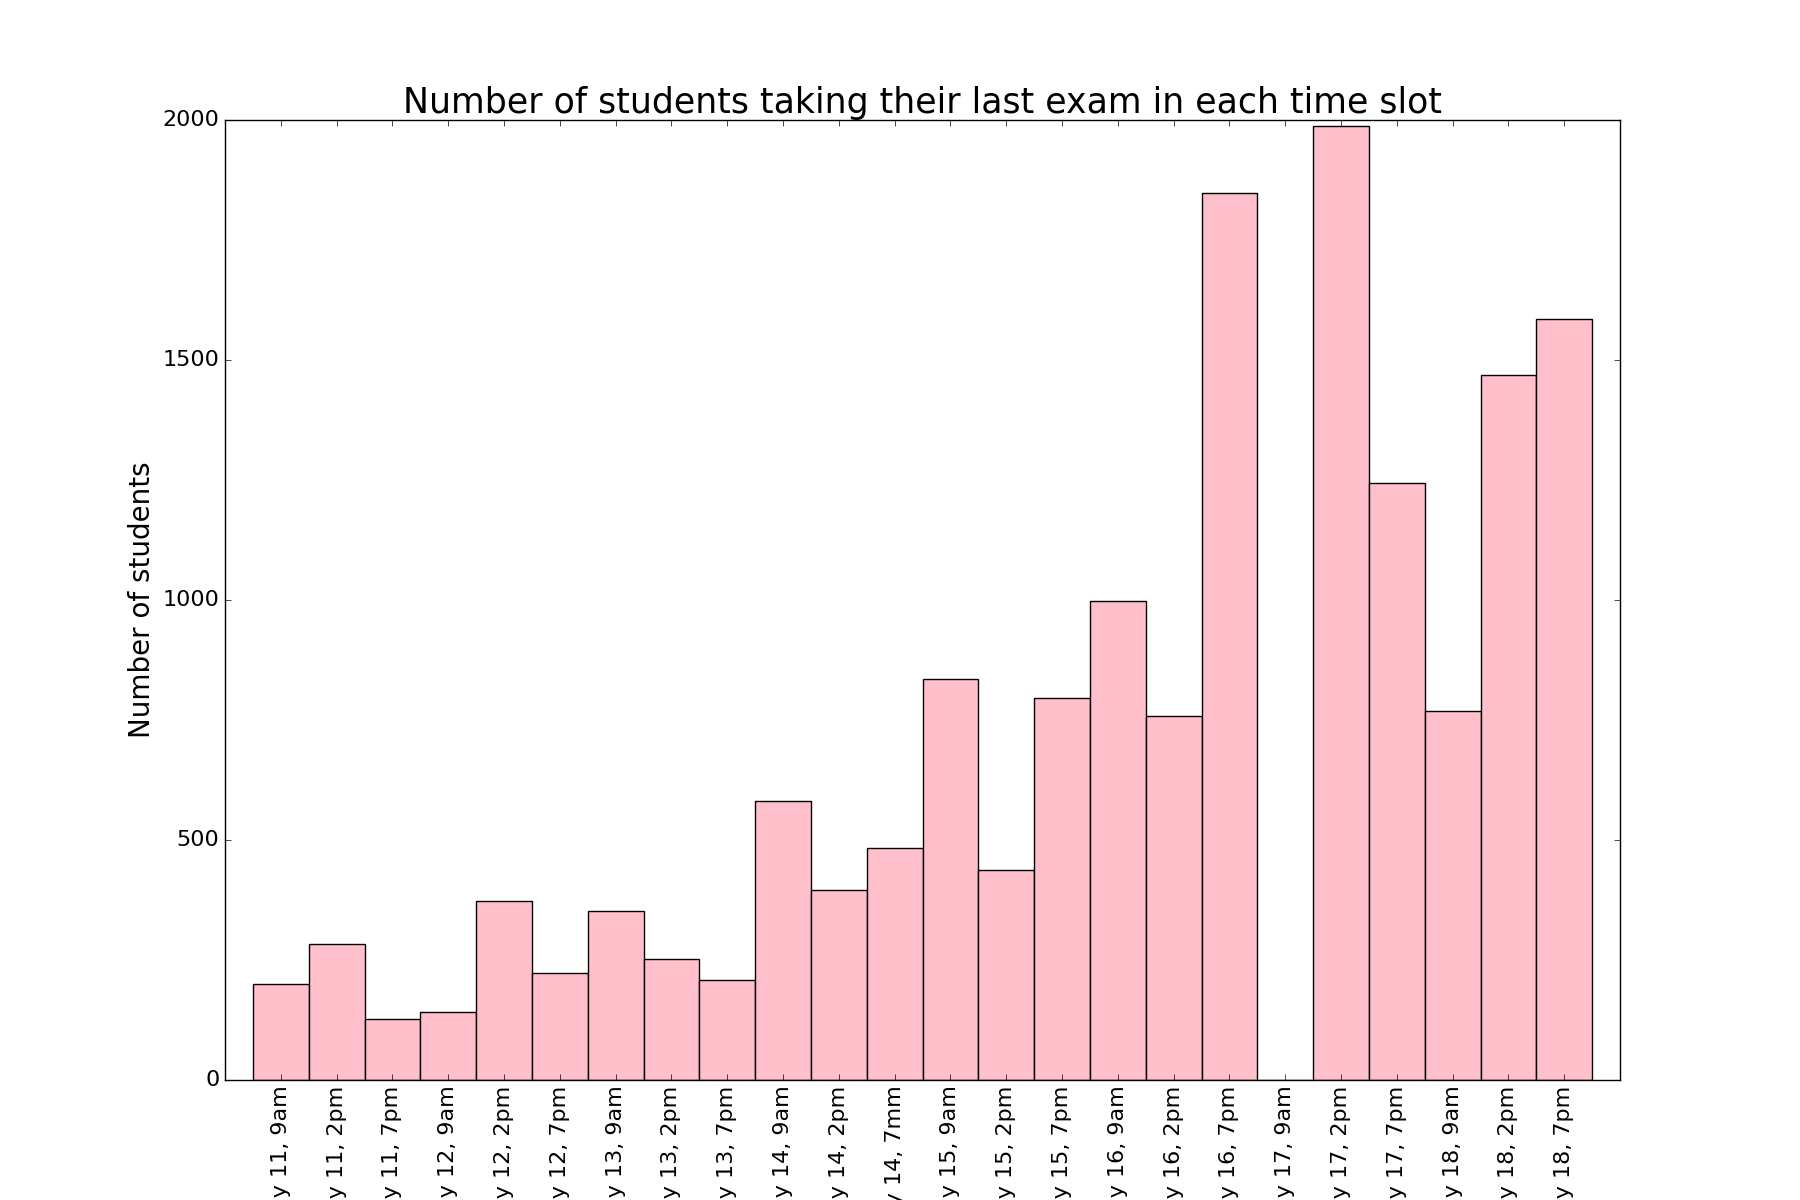 Number of students taking their last exam in each time slot
Number of students
2000
1500
1000
500
0
y 11, 9am
y 11, 2pm
y 11, 7pm
y 12, 9am
y 12, 2pm
y 12, 7pm
y 13, 9am
y 13, 2pm
y 13, 7pm
y 14, 9am
y 14, 2pm
y 14, 7mm
y 15, 9am
y 15, 2pm
y 15, 7pm
y 16, 9am
y 16, 2pm
y 16, 7pm
y 17, 9am
y 17, 2pm
y 17, 7pm
y 18, 9am
y 18, 2pm
y 18, 7pm